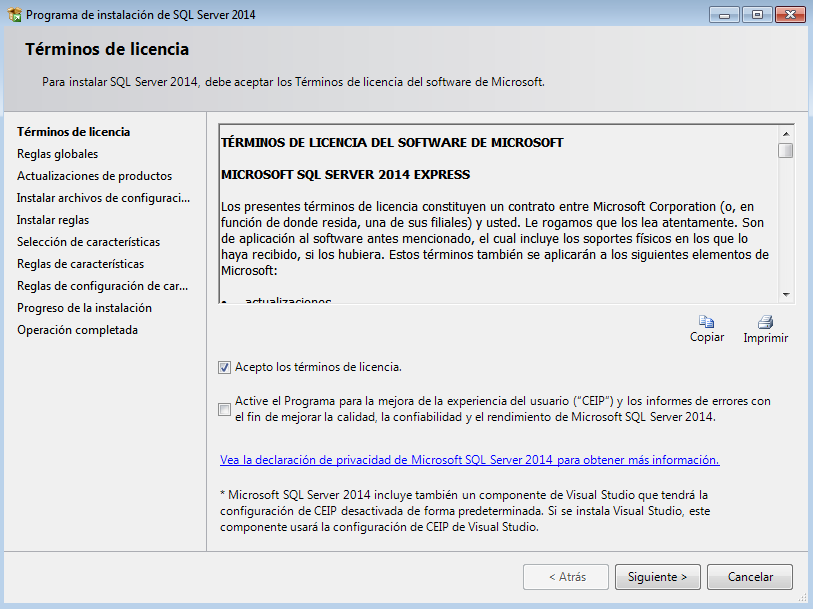 Programa de instalación de SQL Server 2014
Términos de licencia
Para instalar SQL Server 2014, debe aceptar los Términos de licencia del software de Microsoft.
Términos de licencia
Reglas globales
Actualizaciones de productos
Instalar archivos de configuraci...
Instalar reglas
Selección de características
Reglas de características
Reglas de configuración de car...
Progreso de la instalación
Operación completada
TÉRMINOS DE LICENCIA DEL SOFTWARE DE MICROSOFT
MICROSOFT SQL SERVER 2014 EXPRESS
Los presentes términos de licencia constituyen un contrato entre Microsoft Corporation (o, en
función de donde resida, una de sus filiales) y usted. Le rogamos que los lea atentamente. Son
de aplicación al software antes mencionado, el cual incluye los soportes físicos en los que lo
haya recibido, si los hubiera. Estos términos también se aplicarán a los siguientes elementos de
Microsoft:
• actualizaciones
Copiar
Imprimir
Acepto los términos de licencia.
Active el Programa para la mejora de la experiencia del usuario ("CEIP") y los informes de errores con
el fin de mejorar la calidad, la confiabilidad y el rendimiento de Microsoft SQL Server 2014.
Vea la declaración de privacidad de Microsoft SQL Server 2014 para obtener más información.
* Microsoft SQL Server 2014 incluye también un componente de Visual Studio que tendrá la
configuración de CEIP desactivada de forma predeterminada. Si se instala Visual Studio, este
componente usará la configuración de CEIP de Visual Studio.
< Atrás
Siguiente >
Cancelar